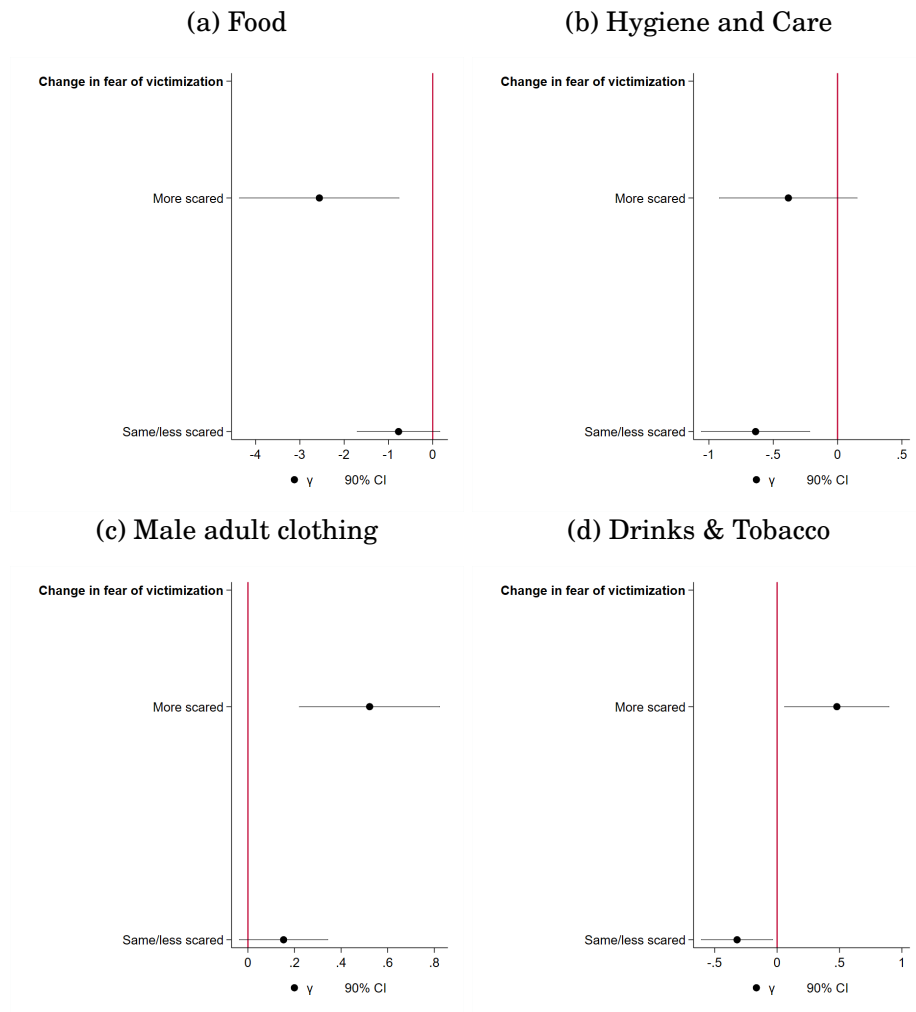 (a) Food
Change in fear of victimization
More scared
Same/less scared
-4 -3 -2 -1 0
γ 90% CI
(b) Hygiene and Care
Change in fear of victimization
More scared
Same/less scared
-1 -.5 0 .5
γ 90% CI
(c) Male adult clothing
Change in fear of victimization
More scared
Same/less scared
0 .2 .4 .6 .8
γ 90% CI
(d) Drinks & Tobacco
Change in fear of victimization
More scared
Same/less scared
-.5 0 .5 1
γ 90% CI